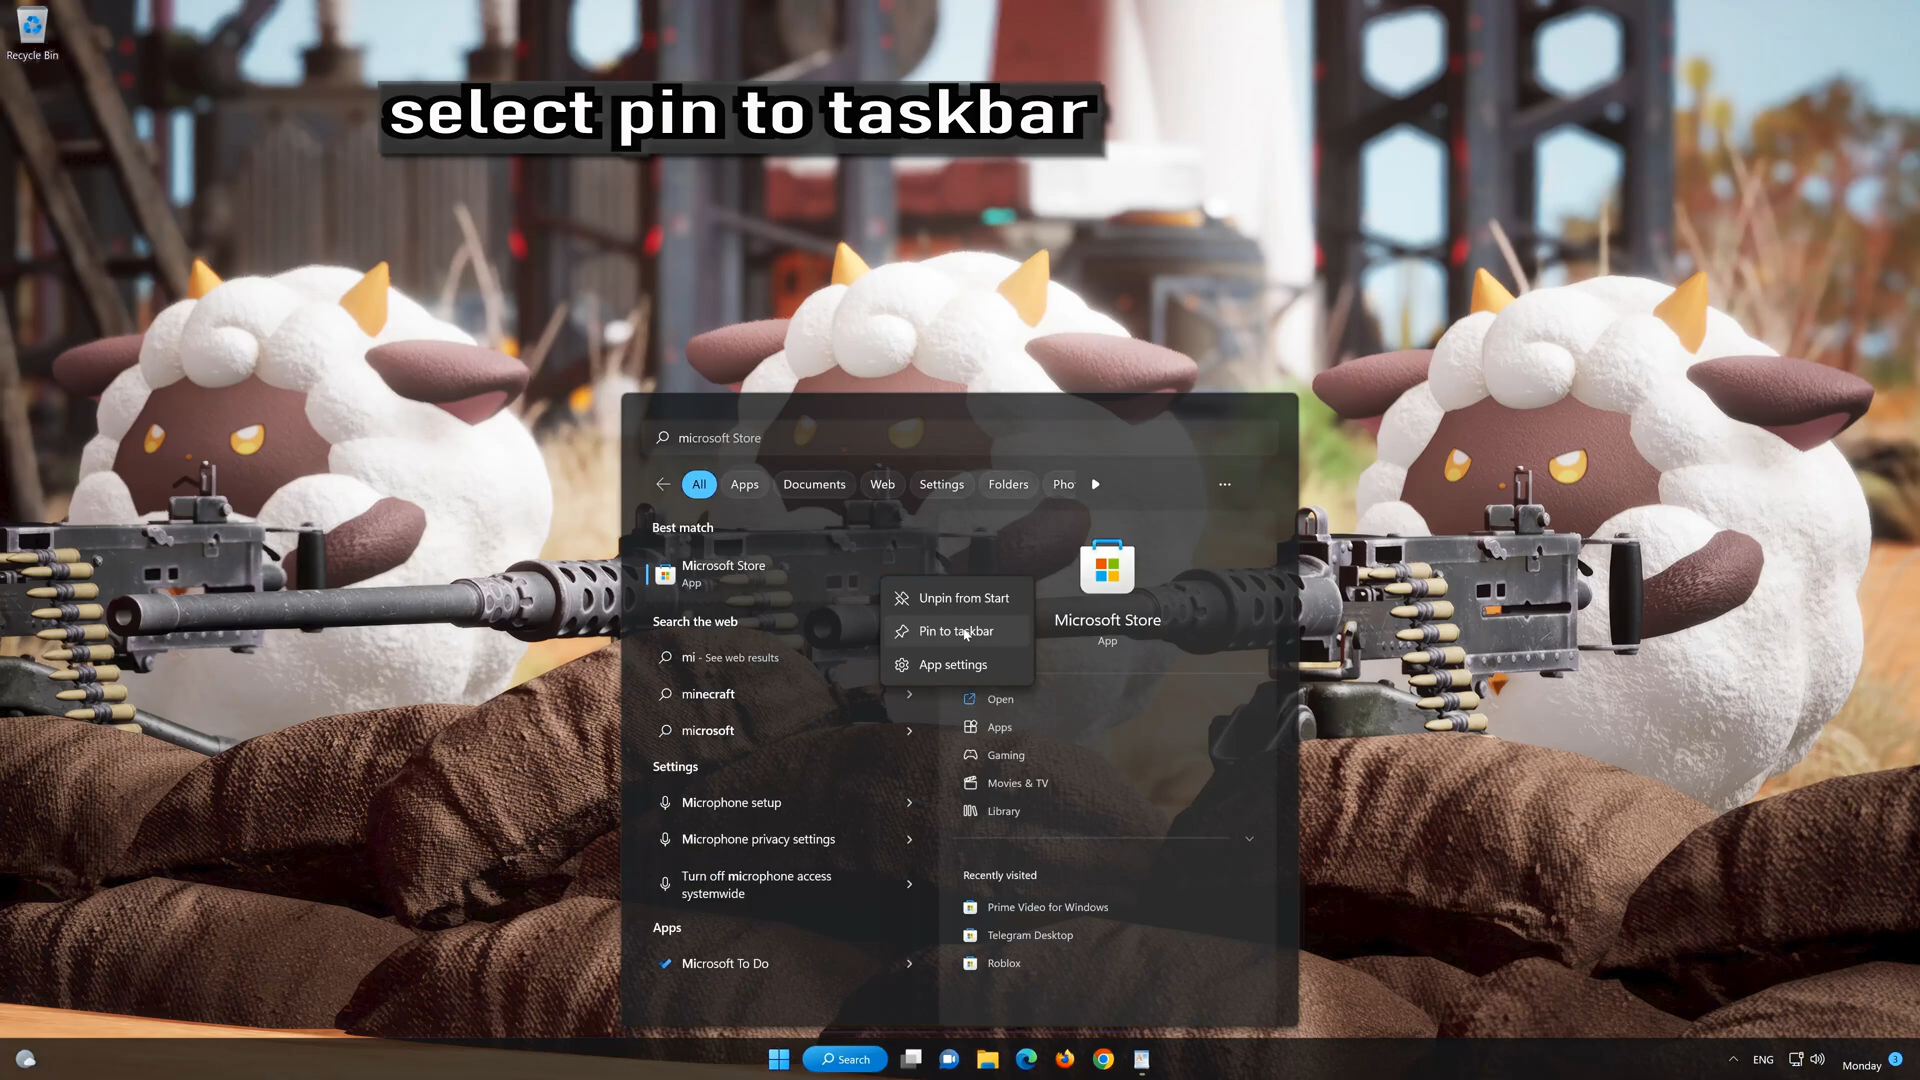 Recycle Bin
select pin to taskbar
microsoft Store
All
Apps
Documents
Web
Settings
Folders
Pho
Best match
Microsoft Store
App
Search the web
mi - See web results
minecraft
microsoft
Settings
Microphone setup
Microphone privacy settings
Turn off microphone access
systemwide
Apps
Microsoft To Do
Unpin from Start
Pin to taskbar
App settings
Microsoft Store
App
Open
Apps
Gaming
Movies & TV
Library
Recently visited
Prime Video for Windows
Telegram Desktop
Roblox
Search
ENG
Monday
3